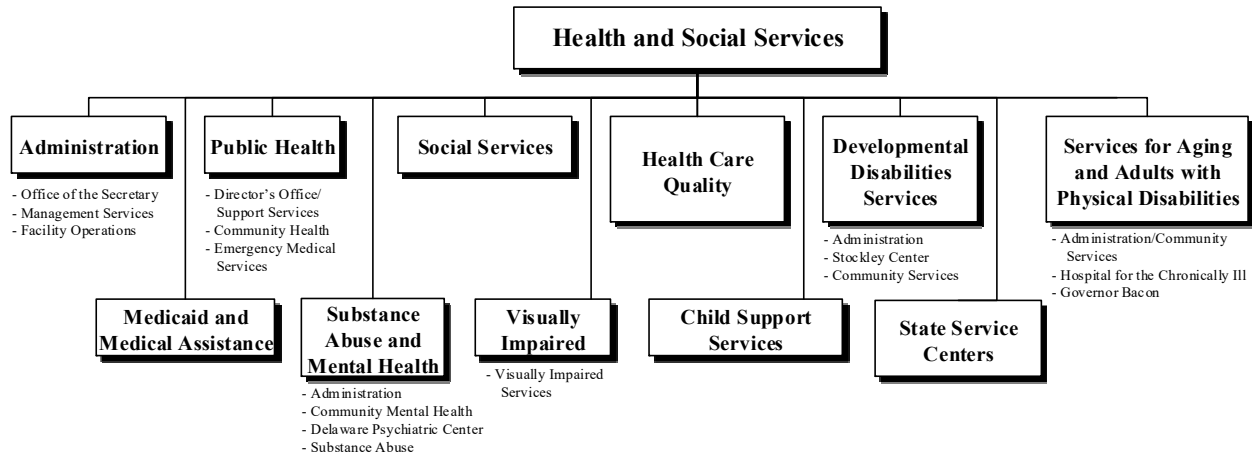 Health and Social Services
Administration
- Office of the Secretary
- Management Services
- Facility Operations
Public Health
- Director’s Office/
Support Services
- Community Health
- Emergency Medical
Services
Social Services
Health Care
Quality
Developmental
Disabilities
Services
- Administration
- Stockley Center
- Community Services
Services for Aging
and Adults with
Physical Disabilities
- Administration/Community
Services
- Hospital for the Chronically Ill
- Governor Bacon
Medicaid and
Medical Assistance
Substance
Abuse and
Mental Health
- Administration
- Community Mental Health
- Delaware Psychiatric Center
- Substance Abuse
Visually
Impaired
- Visually Impaired
Services
Child Support
Services
State Service
Centers